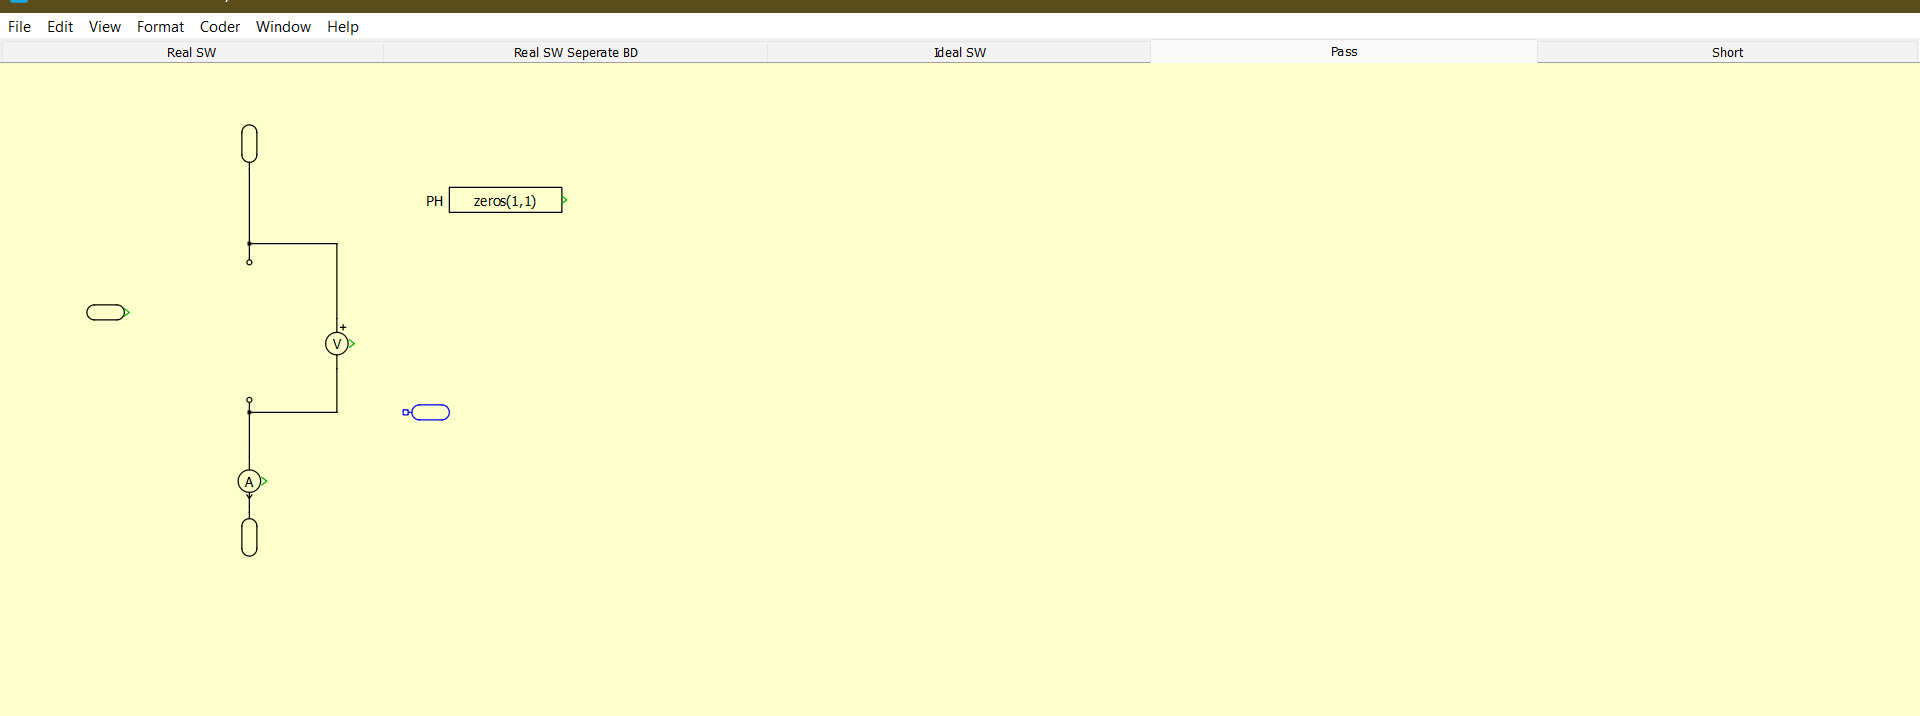 File Edit View Format Coder Window Help
Real SW Real SW Seperate BD Ideal SW Pass Short
PH zeros(1,1)
+
V
A